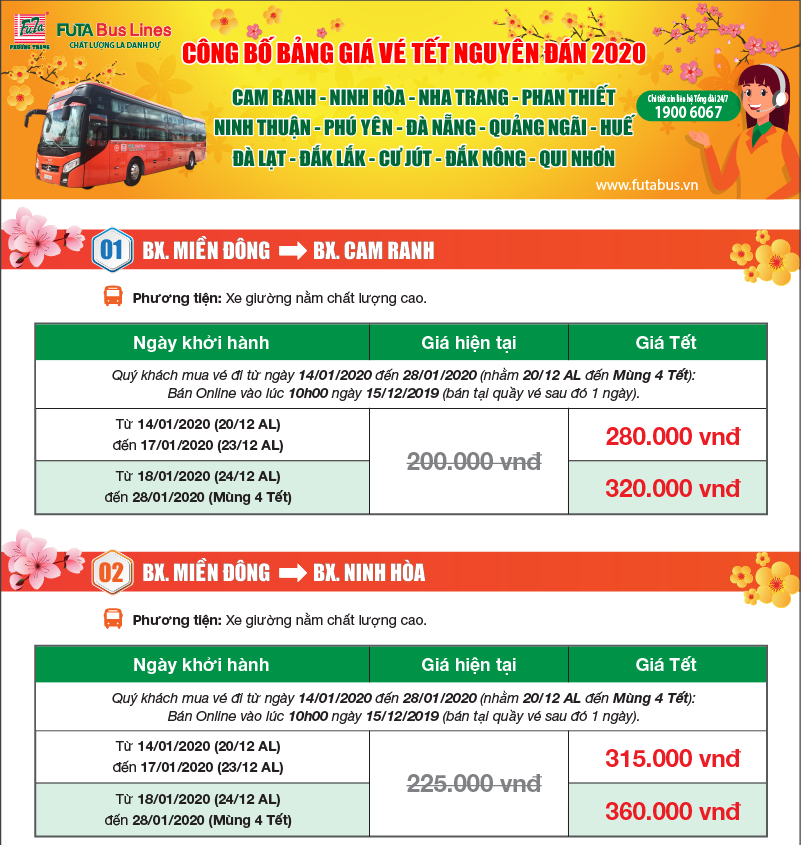 FUTA
PHƯƠNG TRANG
FUTA Bus Lines
CHẤT LƯỢNG LÀ DANH DỰ
CÔNG BỐ BẢNG GIÁ VÉ TẾT NGUYÊN ĐÁN 2020
CAM RANH - NINH HÒA - NHA TRANG - PHAN THIẾT
NINH THUẬN - PHÚ YÊN - ĐÀ NẴNG - QUẢNG NGÃI - HUẾ
ĐÀ LẠT - ĐẮK LẮK - CƯ JÚT - ĐẮK NÔNG - QUI NHƠN
Chi tiết xin liên hệ Tổng đài 24/7
1900 6067
www.futabus.vn
01 BX. MIỀN ĐÔNG ➡ BX. CAM RANH
Phương tiện: Xe giường nằm chất lượng cao.
Ngày khởi hành Giá hiện tại Giá Tết
Quý khách mua vé đi từ ngày 14/01/2020 đến 28/01/2020 (nhằm 20/12 AL đến Mùng 4 Tết):
Bán Online vào lúc 10h00 ngày 15/12/2019 (bán tại quầy vé sau đó 1 ngày).
Từ 14/01/2020 (20/12 AL)
đến 17/01/2020 (23/12 AL)
200.000 vnđ
280.000 vnđ
Từ 18/01/2020 (24/12 AL)
đến 28/01/2020 (Mùng 4 Tết)
320.000 vnđ
02 BX. MIỀN ĐÔNG ➡ BX. NINH HÒA
Phương tiện: Xe giường nằm chất lượng cao.
Ngày khởi hành Giá hiện tại Giá Tết
Quý khách mua vé đi từ ngày 14/01/2020 đến 28/01/2020 (nhằm 20/12 AL đến Mùng 4 Tết):
Bán Online vào lúc 10h00 ngày 15/12/2019 (bán tại quầy vé sau đó 1 ngày).
Từ 14/01/2020 (20/12 AL)
đến 17/01/2020 (23/12 AL)
225.000 vnđ
315.000 vnđ
Từ 18/01/2020 (24/12 AL)
đến 28/01/2020 (Mùng 4 Tết)
360.000 vnđ